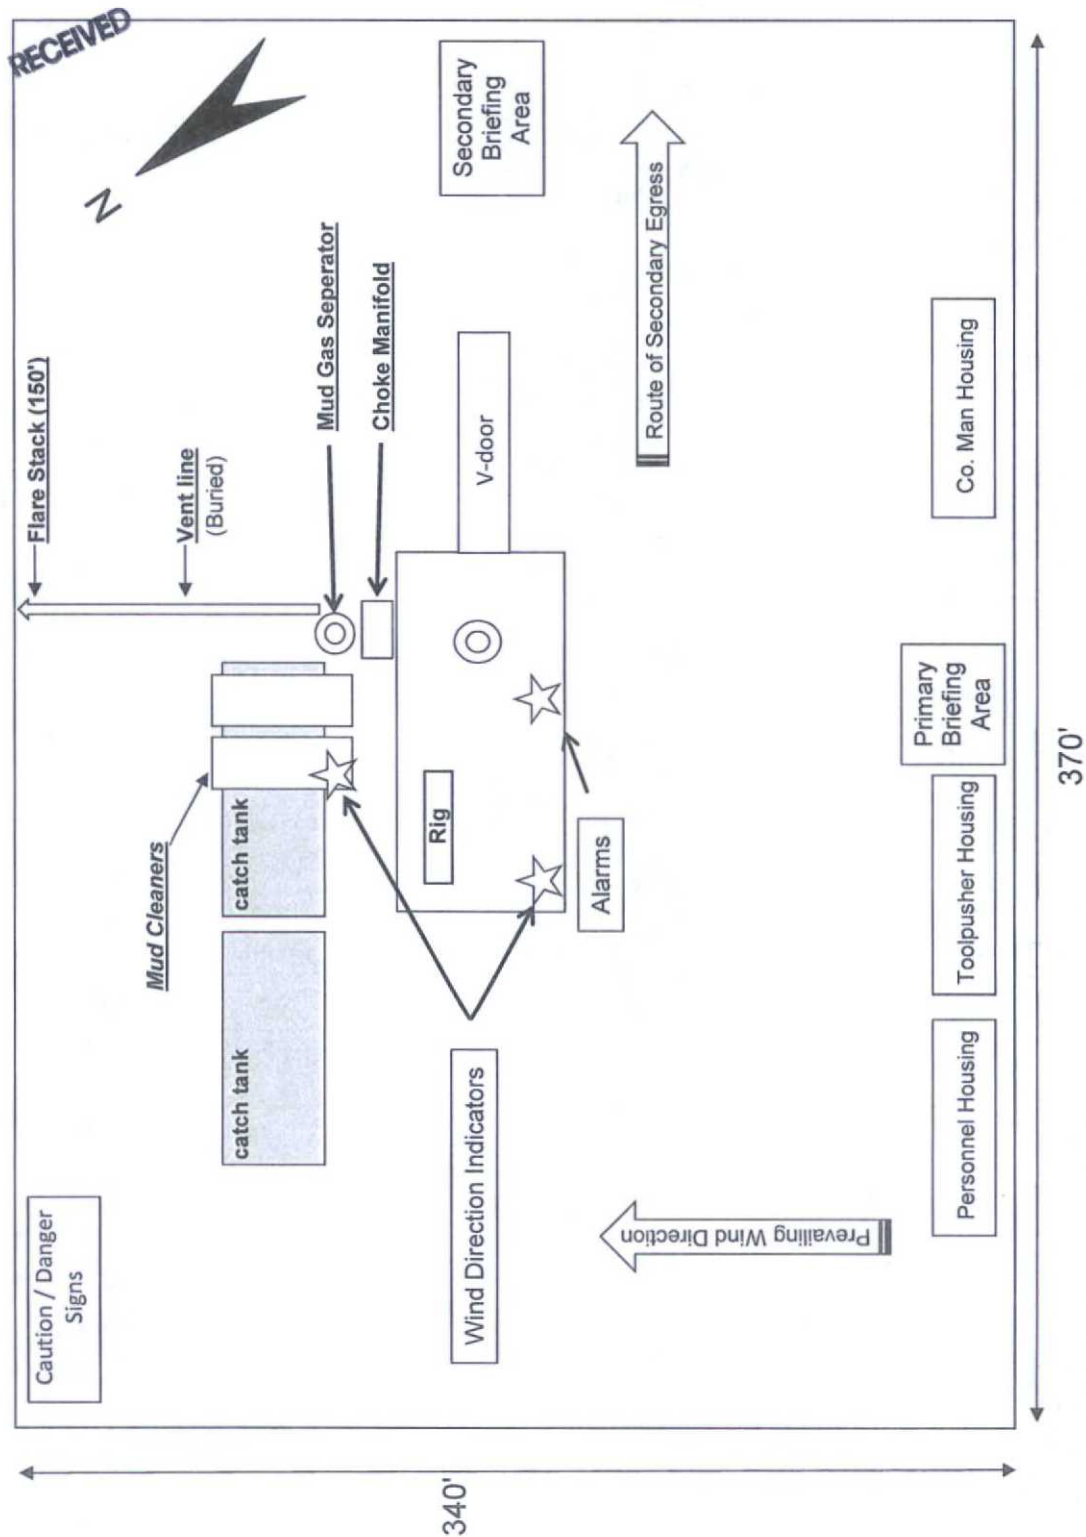 RECEIVED
N
Secondary
Briefing
Area
Flare Stack (150')
Vent line
(Buried)
Mud Gas Seperator
Choke Manifold
V-door
Route of Secondary Egress
Co. Man Housing
Mud Cleaners
catch tank
catch tank
Rig
Alarms
Primary
Briefing
Area
Toolpusher Housing
Personnel Housing
Wind Direction Indicators
Prevailing Wind Direction
Caution / Danger
Signs
370'
340'